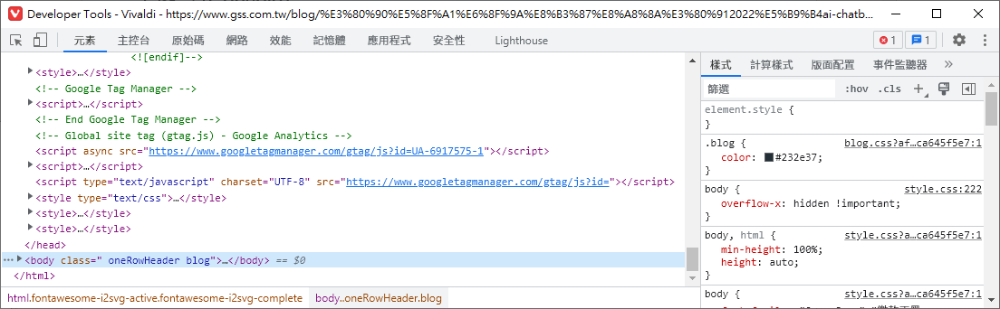 Developer Tools - Vivaldi - https://www.gss.com.tw/blog/%E3%80%90%E5%8F%A1%E6%8F%9A%E8%B3%87%E8%A8%8A%E3%80%912022%E5%B9%B4ai-chatb...
元素 主控台 原始碼 網路 效能 記憶體 應用程式 安全性 Lighthouse 1 1
<![endif]-->
<style>…</style>
<!-- Google Tag Manager -->
<script>…</script>
<!-- End Google Tag Manager -->
<!-- Global site tag (gtag.js) - Google Analytics -->
<script async src="https://www.googletagmanager.com/gtag/js?id=UA-6917575-1"></script>
<script>…</script>
<script type="text/javascript" charset="UTF-8" src="https://www.googletagmanager.com/gtag/js?id="></script>
<style type="text/css">…</style>
<style>…</style>
<style>…</style>
</head>
<body class=" oneRowHeader blog">…</body> == $0
</html>
html.fontawesome-i2svg-active.fontawesome-i2svg-complete body..oneRowHeader.blog
樣式 計算樣式 版面配置 事件監聽器 »
篩選 :hov .cls +
element.style {
}
.blog { blog.css?af…ca645f5e7:1
color: #232e37;
}
body { style.css:222
overflow-x: hidden !important;
}
body, html { style.css?a…ca645f5e7:1
min-height: 100%;
height: auto;
}
body { style.css?a…ca645f5e7:1